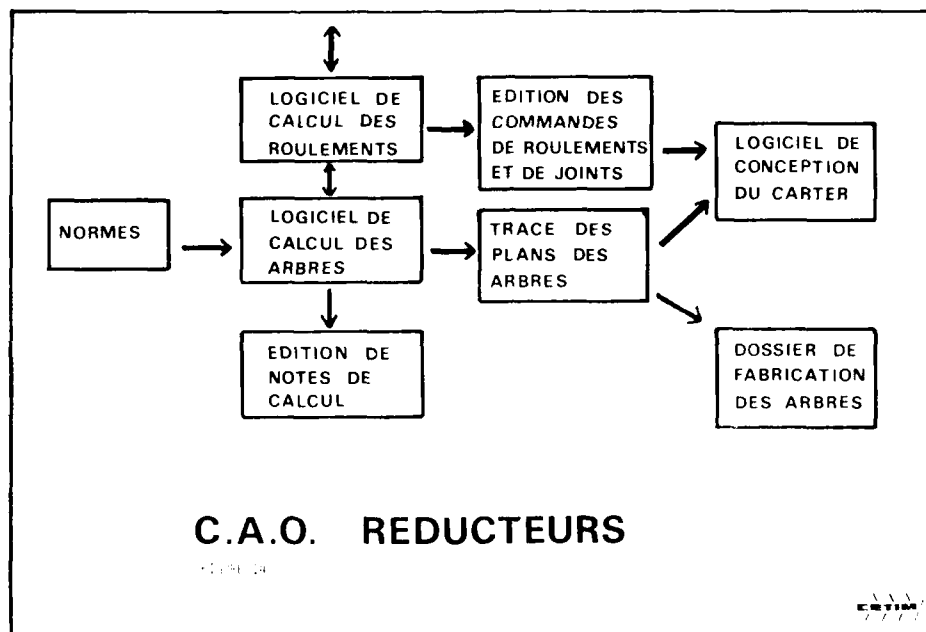 LOGICIEL DE
CALCUL DES
ROULEMENTS
EDITION DES
COMMANDES
DE ROULEMENTS
ET DE JOINTS
LOGICIEL DE
CONCEPTION
DU CARTER
NORMES
LOGICIEL DE
CALCUL DES
ARBRES
TRACE DES
PLANS DES
ARBRES
EDITION DE
NOTES DE
CALCUL
DOSSIER DE
FABRICATION
DES ARBRES
C.A.O. REDUCTEURS
CETIM